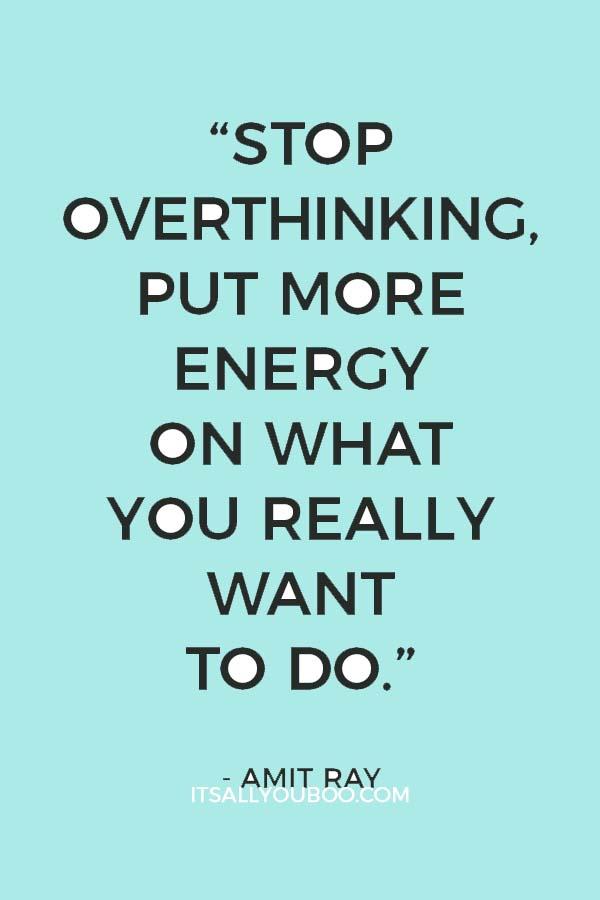 “STOP
OVERTHINKING,
PUT MORE
ENERGY
ON WHAT
YOU REALLY
WANT
TO DO.”
- AMIT RAY
ITSALLYOUBOO.COM